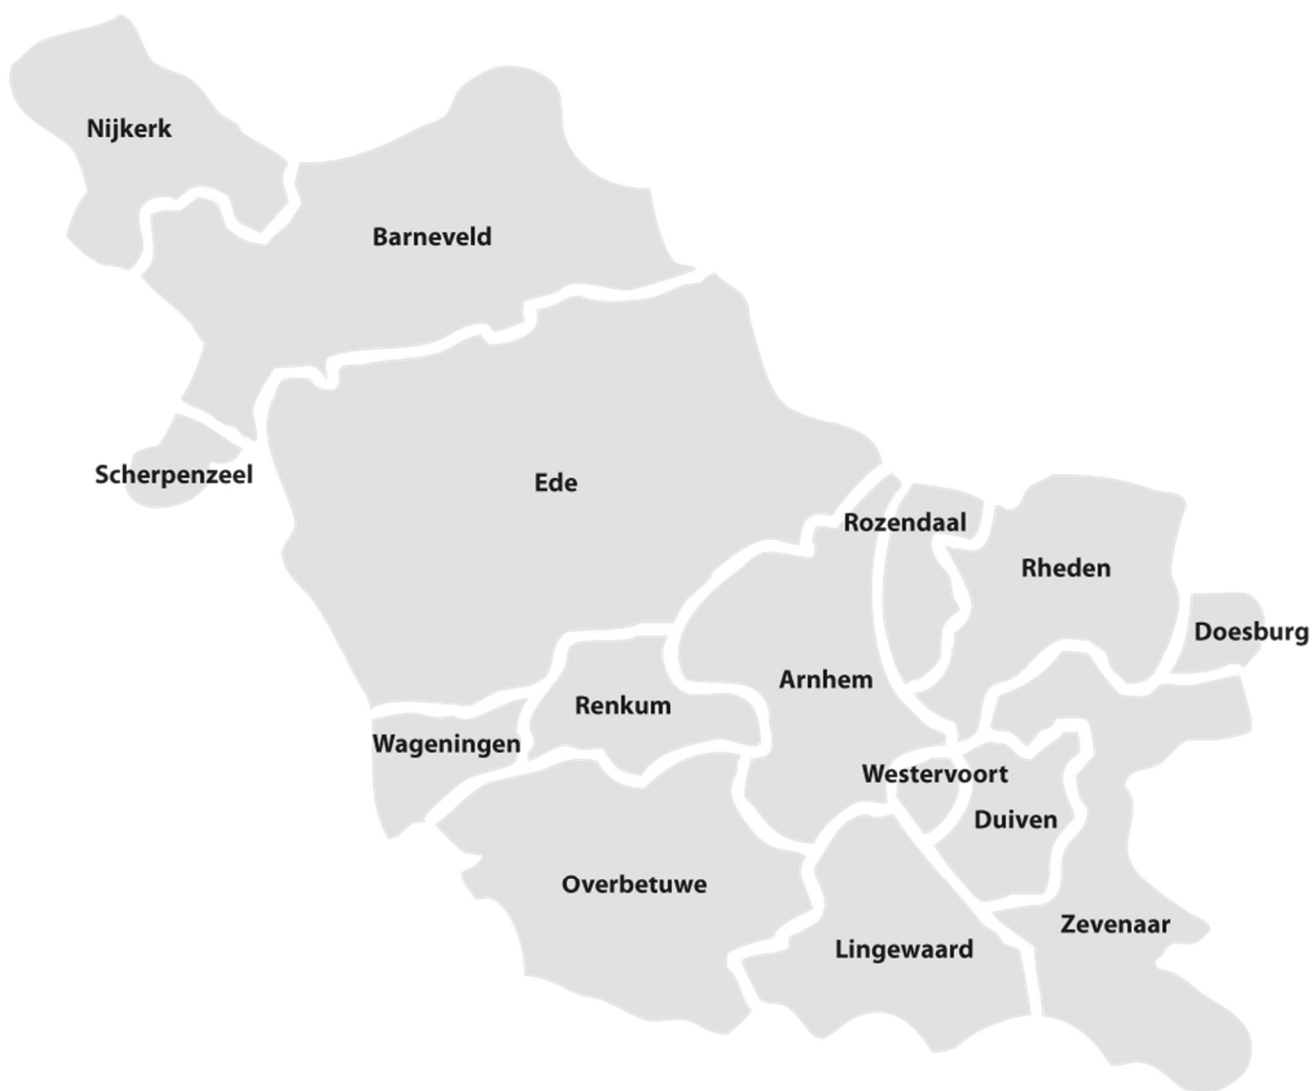 Nijkerk
Barneveld
Scherpenzeel
Ede
Rozendaal
Rheden
Doesburg
Arnhem
Renkum
Wageningen
Westervoort
Duiven
Overbetuwe
Zevenaar
Lingewaard